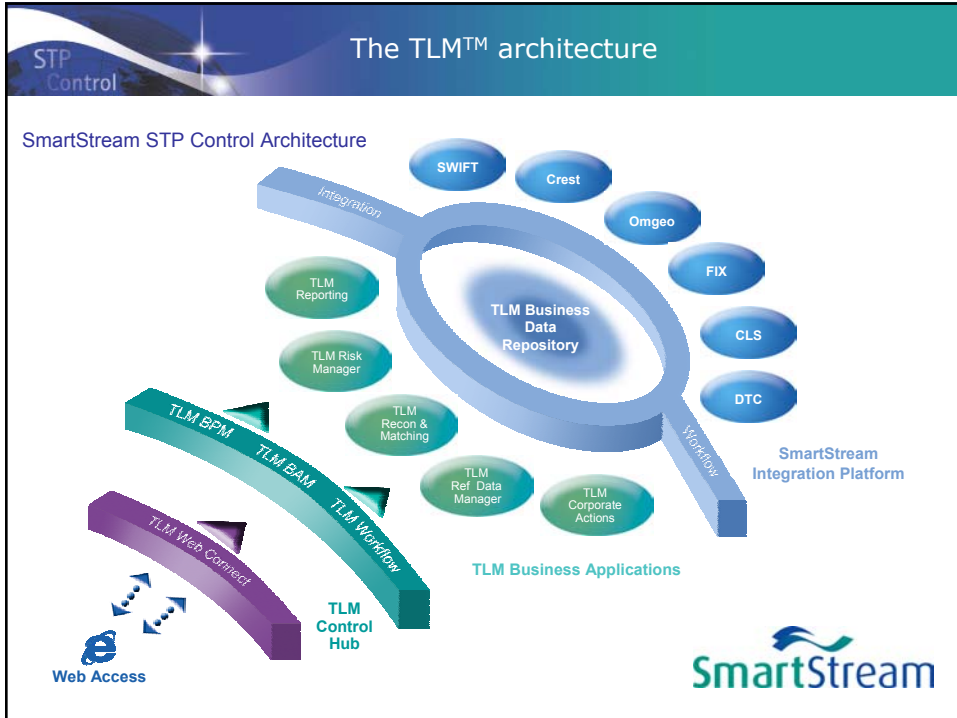 STP
Control
The TLM™ architecture
SmartStream STP Control Architecture
SWIFT
Crest
Omgeo
FIX
CLS
DTC
Integration
Workflow
TLM Business
Data
Repository
SmartStream
Integration Platform
TLM
Reporting
TLM Risk
Manager
TLM
Recon &
Matching
TLM
Ref Data
Manager
TLM
Corporate
Actions
TLM Business Applications
TLM BPM
TLM BAM
TLM Workflow
TLM
Control
Hub
TLM Web Connect
Web Access
SmartStream